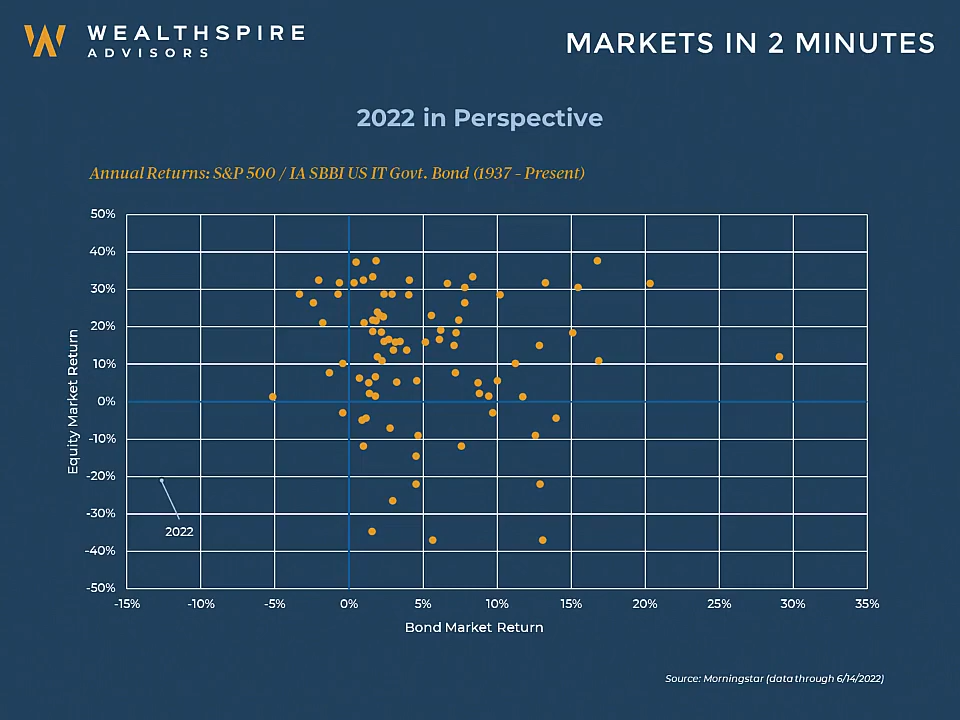 WEALTHSPIRE
ADVISORS
MARKETS IN 2 MINUTES
2022 in Perspective
Annual Returns: S&P 500 / IA SBBI US IT Govt. Bond (1937 - Present)
50%
40%
30%
20%
10%
0%
-10%
-20%
-30%
-40%
-50%
Equity Market Return
2022
-15%
-10%
-5%
0%
5%
10%
15%
20%
25%
30%
35%
Bond Market Return
Source: Morningstar (data through 6/14/2022)